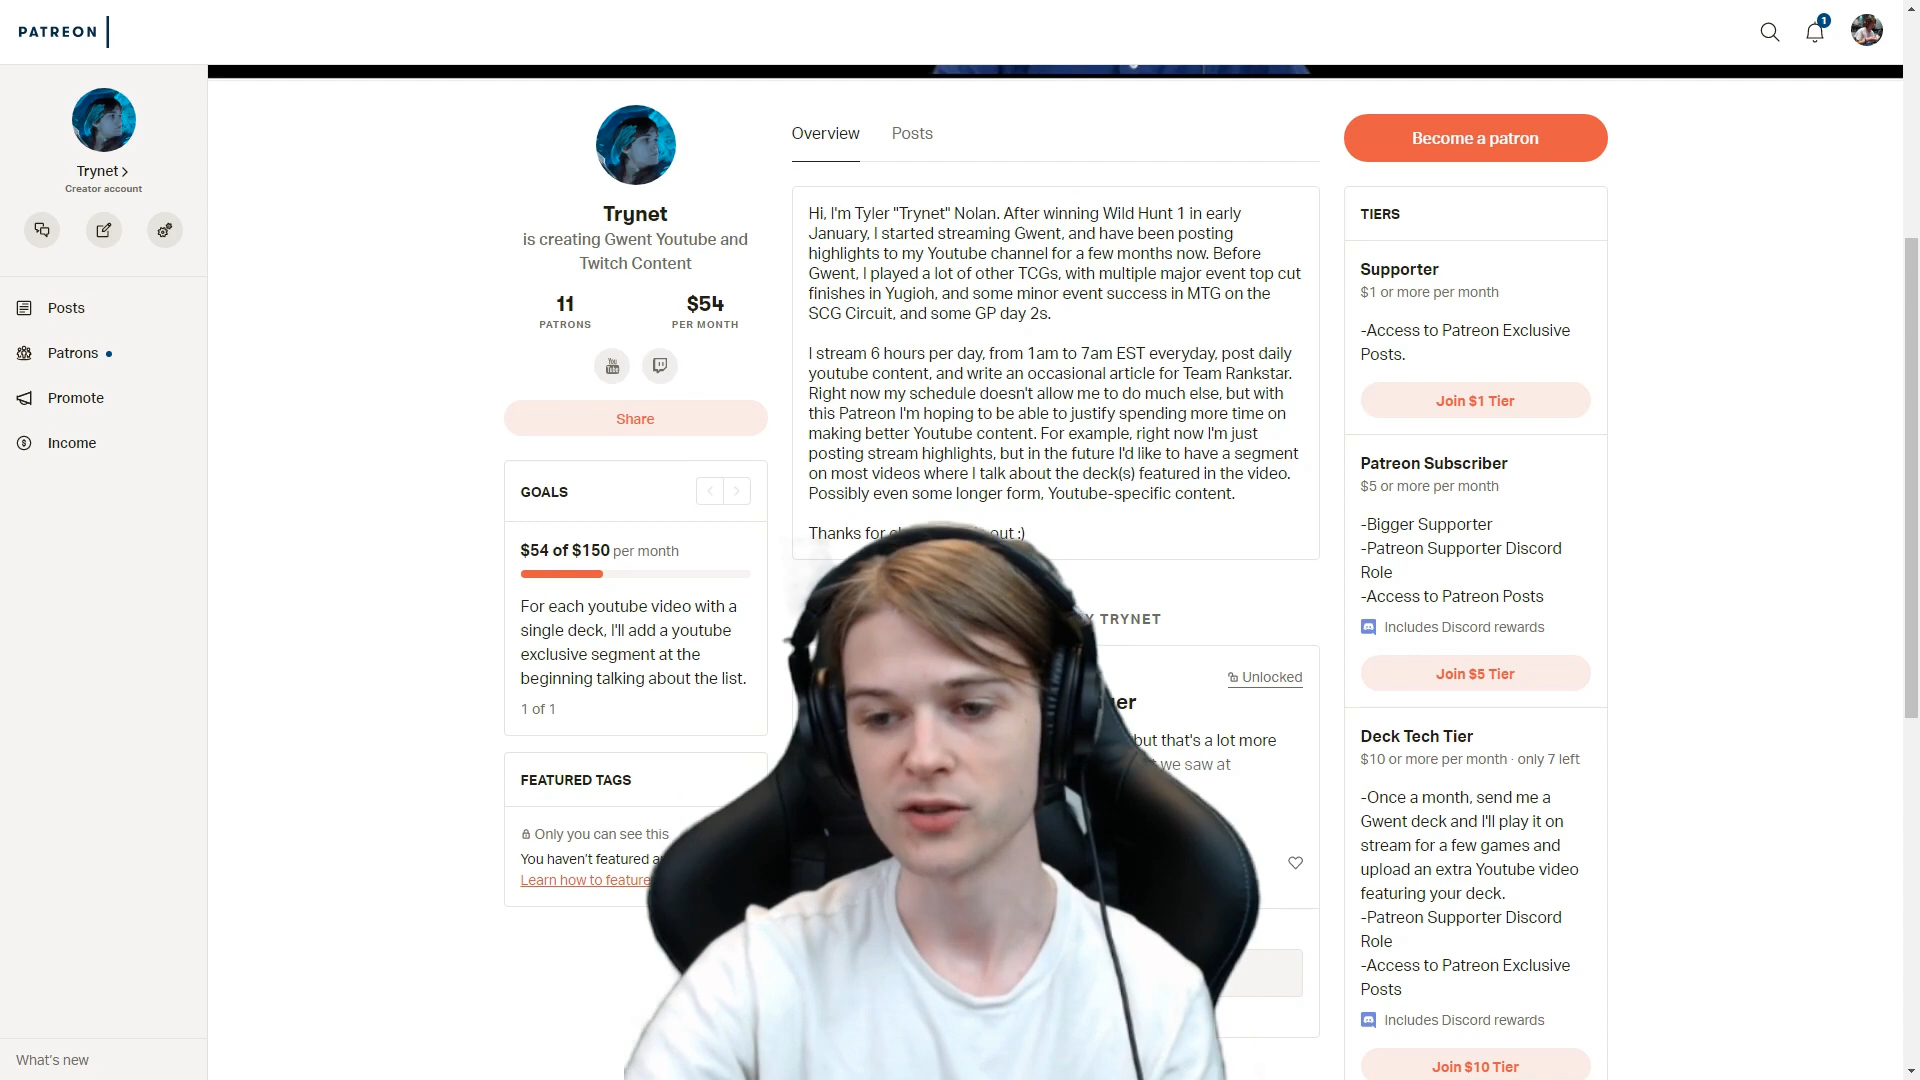 PATREON
1
Trynet
Creator account
Posts
Patrons
Promote
Income
What's new
Trynet
is creating Gwent Youtube and
Twitch Content
11
PATRONS
$54
PER MONTH
You
Tube
Share
GOALS
$54 of $150 per month
For each youtube video with a
single deck, I'll add a youtube
exclusive segment at the
beginning talking about the list.
1 of 1
FEATURED TAGS
Only you can see this
You haven't featured
Learn how to feature
Overview
Posts
Hi, I'm Tyler "Trynet" Nolan. After winning Wild Hunt 1 in early
January, I started streaming Gwent, and have been posting
highlights to my Youtube channel for a few months now. Before
Gwent, I played a lot of other TCGs, with multiple major event top cut
finishes in Yugioh, and some minor event success in MTG on the
SCG Circuit, and some GP day 2s.
I stream 6 hours per day, from 1am to 7am EST everyday, post daily
youtube content, and write an occasional article for Team Rankstar.
Right now my schedule doesn't allow me to do much else, but with
this Patreon I'm hoping to be able to justify spending more time on
making better Youtube content. For example, right now I'm just
posting stream highlights, but in the future I'd like to have a segment
on most videos where I talk about the deck(s) featured in the video.
Possibly even some longer form, Youtube-specific content.
Thanks for out :)
Y TRYNET
Unlocked
er
but that's a lot more
we saw at
Become a patron
TIERS
Supporter
$1 or more per month
-Access to Patreon Exclusive
Posts.
Join $1 Tier
Patreon Subscriber
$5 or more per month
-Bigger Supporter
-Patreon Supporter Discord
Role
-Access to Patreon Posts
Includes Discord rewards
Join $5 Tier
Deck Tech Tier
$10 or more per month · only 7 left
-Once a month, send me a
Gwent deck and I'll play it on
stream for a few games and
upload an extra Youtube video
featuring your deck.
-Patreon Supporter Discord
Role
-Access to Patreon Exclusive
Posts
Includes Discord rewards
Join $10 Tier